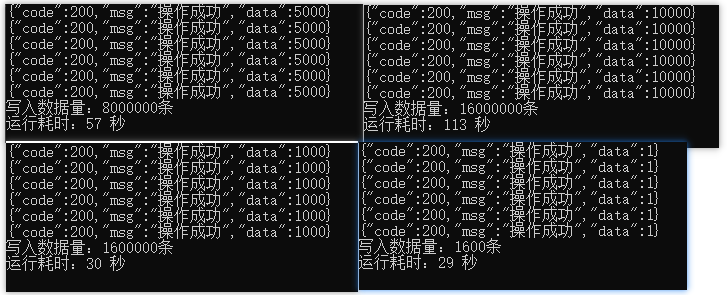 {"code":200,"msg":"操作成功","data":5000}
{"code":200,"msg":"操作成功","data":5000}
{"code":200,"msg":"操作成功","data":5000}
{"code":200,"msg":"操作成功","data":5000}
{"code":200,"msg":"操作成功","data":5000}
{"code":200,"msg":"操作成功","data":5000}
写入数据量：8000000条
运行耗时：57 秒
{"code":200,"msg":"操作成功","data":10000}
{"code":200,"msg":"操作成功","data":10000}
{"code":200,"msg":"操作成功","data":10000}
{"code":200,"msg":"操作成功","data":10000}
{"code":200,"msg":"操作成功","data":10000}
{"code":200,"msg":"操作成功","data":10000}
写入数据量：16000000条
运行耗时：113 秒
{"code":200,"msg":"操作成功","data":1000}
{"code":200,"msg":"操作成功","data":1000}
{"code":200,"msg":"操作成功","data":1000}
{"code":200,"msg":"操作成功","data":1000}
{"code":200,"msg":"操作成功","data":1000}
{"code":200,"msg":"操作成功","data":1000}
写入数据量：1600000条
运行耗时：30 秒
{"code":200,"msg":"操作成功","data":1}
{"code":200,"msg":"操作成功","data":1}
{"code":200,"msg":"操作成功","data":1}
{"code":200,"msg":"操作成功","data":1}
{"code":200,"msg":"操作成功","data":1}
{"code":200,"msg":"操作成功","data":1}
写入数据量：1600条
运行耗时：29 秒